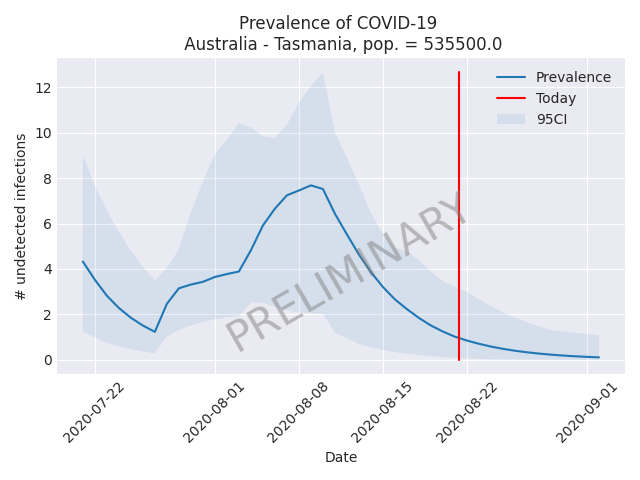 Prevalence of COVID-19
Australia - Tasmania, pop. = 535500.0
Prevalence
Today
95CI
12
10
8
6
4
2
0
# undetected infections
PRELIMINARY
2020-07-22
2020-08-01
2020-08-08
2020-08-15
2020-08-22
2020-09-01
Date